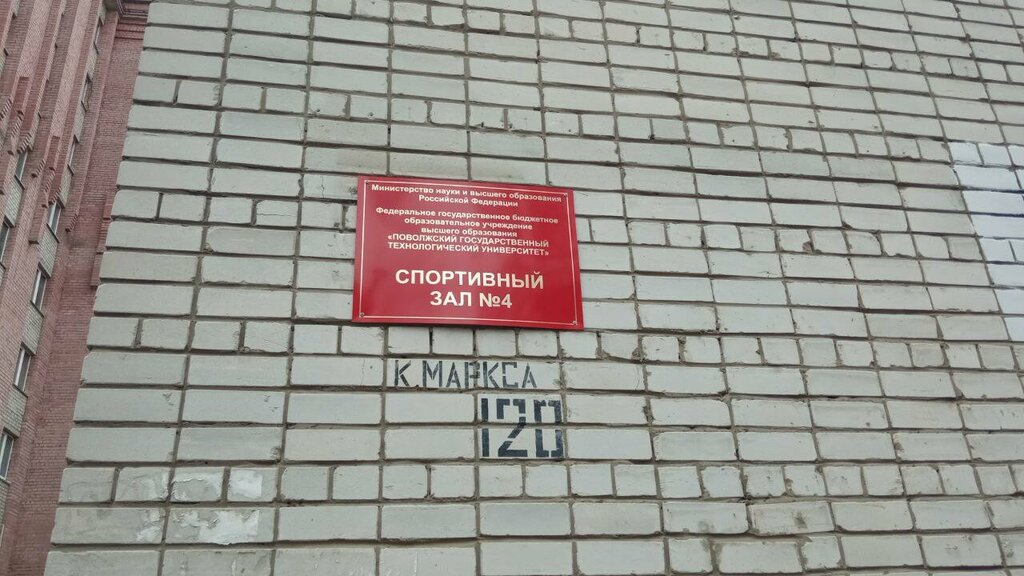 Министерство науки и высшего образования
Российской Федерации
Федеральное государственное бюджетное
образовательное учреждение
высшего образования
«ПОВОЛЖСКИЙ ГОСУДАРСТВЕННЫЙ
ТЕХНОЛОГИЧЕСКИЙ УНИВЕРСИТЕТ»
СПОРТИВНЫЙ
ЗАЛ №4
К.МАРКСА
120